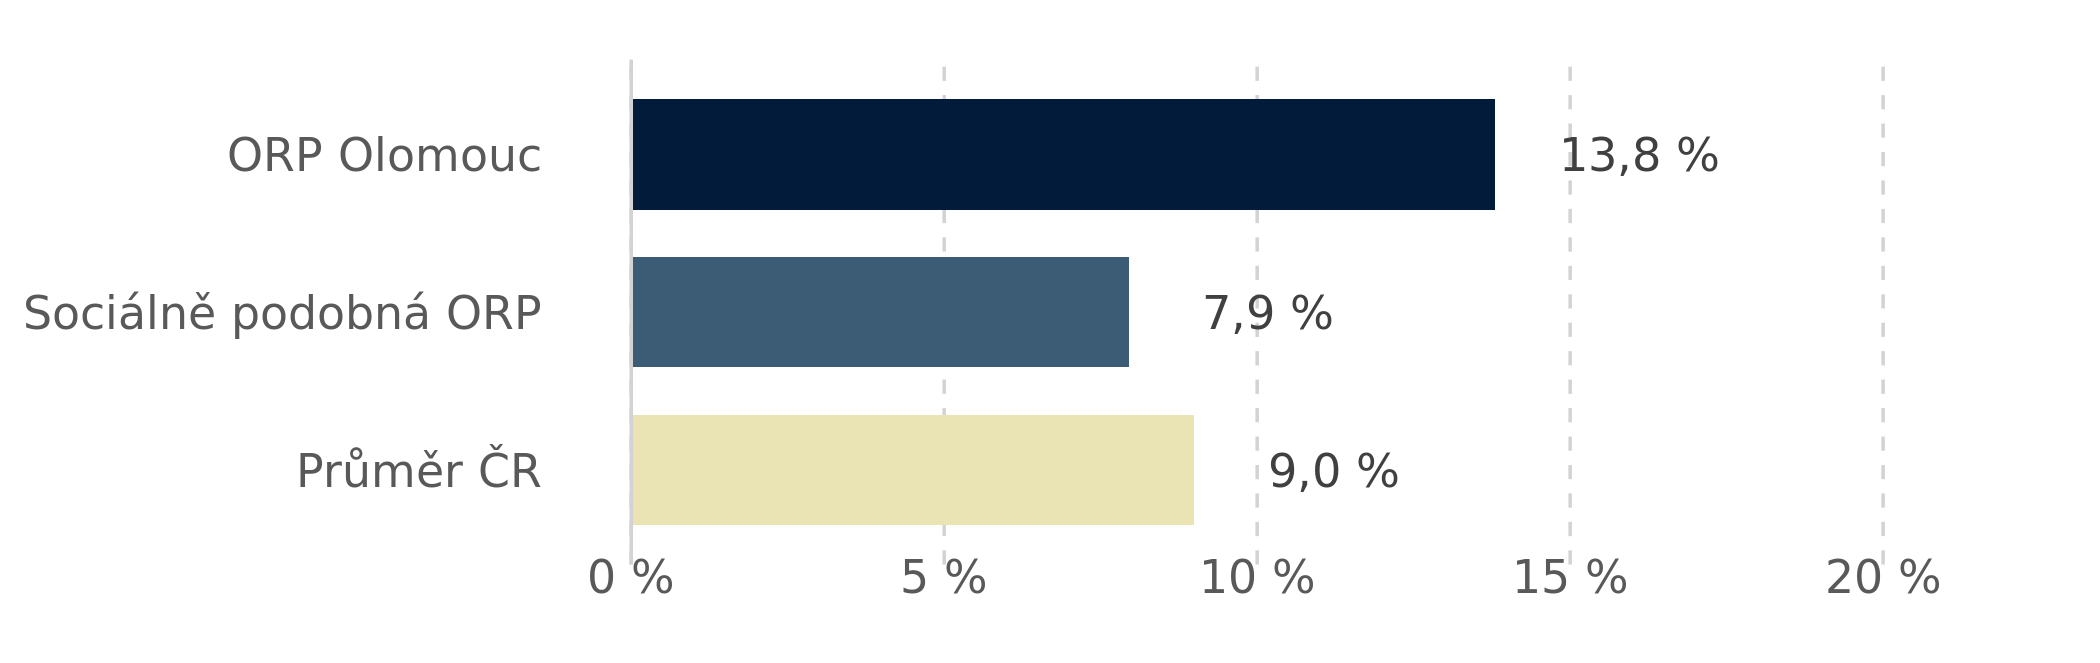 ORP Olomouc 13,8 %
Sociálně podobná ORP 7,9 %
Průměr ČR 9,0 %
0 % 5 % 10 % 15 % 20 %